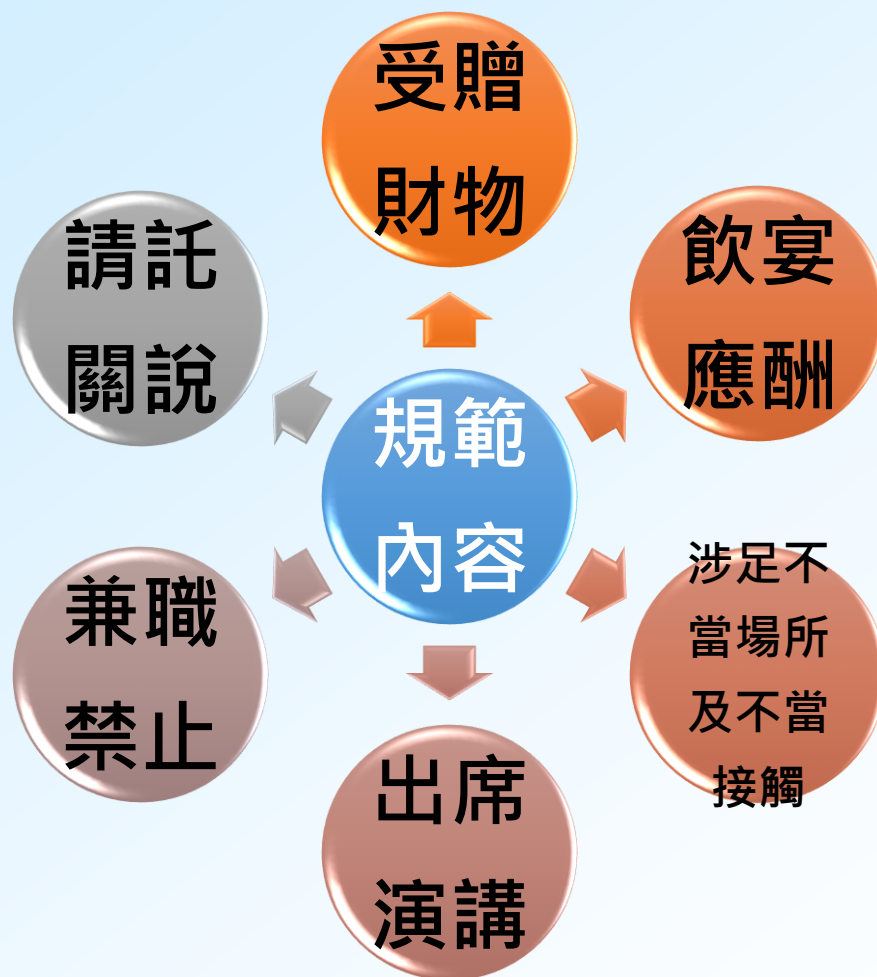 受贈
財物
飲宴
應酬
涉足不
當場所
及不當
接觸
出席
演講
兼職
禁止
請託
關說
規範
內容